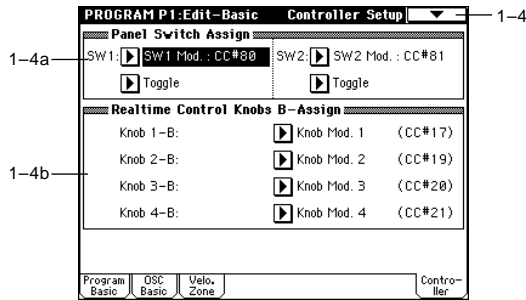 PROGRAM P1:Edit-Basic Controller Setup 1–4
Panel Switch Assign
1–4a SW1: SW1 Mod.:CC#80 SW2: SW2 Mod.:CC#81
Toggle Toggle
Realtime Control Knobs B-Assign
Knob 1-B: Knob Mod. 1 (CC#17)
Knob 2-B: Knob Mod. 2 (CC#19)
1–4b
Knob 3-B: Knob Mod. 3 (CC#20)
Knob 4-B: Knob Mod. 4 (CC#21)
Program Basic OSC Basic Velo. Zone Contro-ller